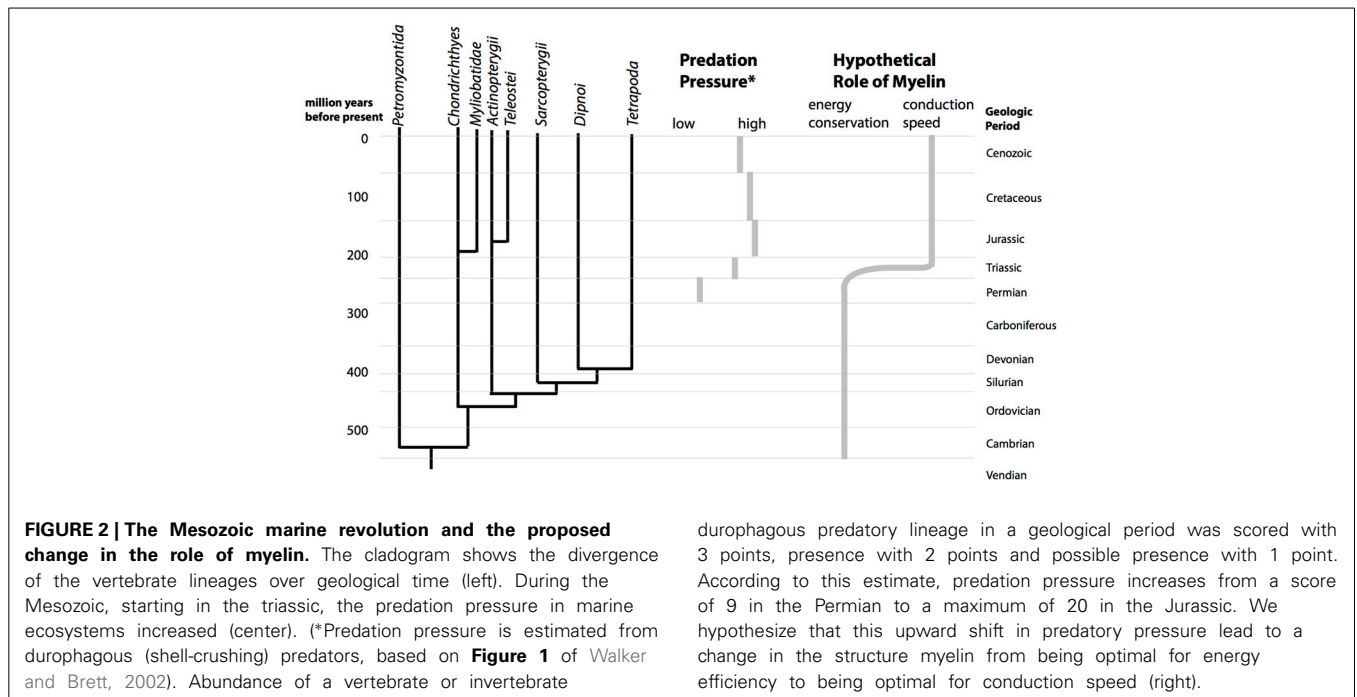 Petromyzontida
Chondrichthyes
Myliobatidae
Actinopterygii
Teleostei
Sarcopterygii
Dipnoi
Tetrapoda
Predation
Pressure*
low high
Hypothetical
Role of Myelin
energy
conservation
conduction
speed
million years
before present
0
100
200
300
400
500
Geologic
Period
Cenozoic
Cretaceous
Jurassic
Triassic
Permian
Carboniferous
Devonian
Silurian
Ordovician
Cambrian
Vendian
FIGURE 2 | The Mesozoic marine revolution and the proposed
change in the role of myelin. The cladogram shows the divergence
of the vertebrate lineages over geological time (left). During the
Mesozoic, starting in the triassic, the predation pressure in marine
ecosystems increased (center). (*Predation pressure is estimated from
durophagous (shell-crushing) predators, based on Figure 1 of Walker
and Brett, 2002). Abundance of a vertebrate or invertebrate
durophagous predatory lineage in a geological period was scored with
3 points, presence with 2 points and possible presence with 1 point.
According to this estimate, predation pressure increases from a score
of 9 in the Permian to a maximum of 20 in the Jurassic. We
hypothesize that this upward shift in predatory pressure lead to a
change in the structure myelin from being optimal for energy
efficiency to being optimal for conduction speed (right).